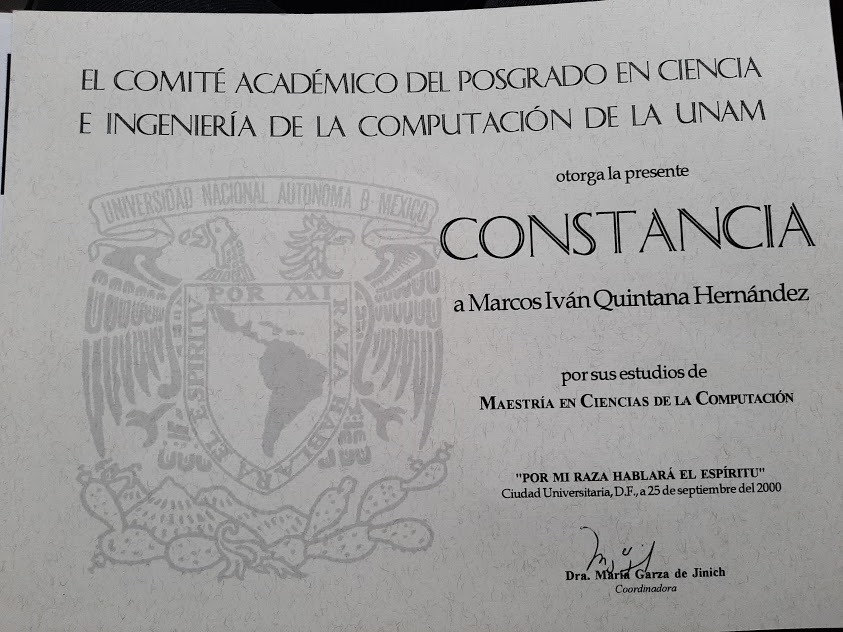 EL COMITÉ ACADÉMICO DEL POSGRADO EN CIENCIA
E INGENIERÍA DE LA COMPUTACIÓN DE LA UNAM
otorga la presente
CONSTANCIA
a Marcos Iván Quintana Hernández
por sus estudios de
MAESTRÍA EN CIENCIAS DE LA COMPUTACIÓN
"POR MI RAZA HABLARÁ EL ESPÍRITU"
Ciudad Universitaria, D.F., a 25 de septiembre del 2000
Dra. María Garza de Jinich
Coordinadora
UNIVERSIDAD NACIONAL AUTONOMA D MEXICO
POR MI RAZA HABLARA EL ESPIRITV